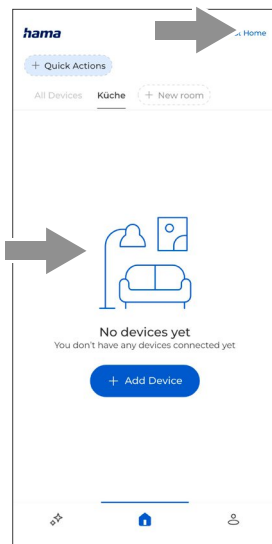 hama
Home
+ Quick Actions
All Devices Küche + New room
No devices yet
You don't have any devices connected yet
+ Add Device